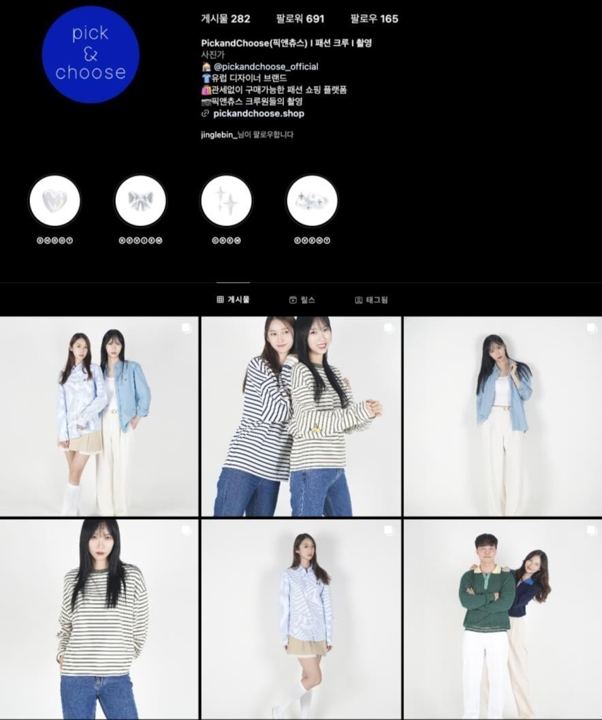 pick
&
choose
게시물 282 팔로워 691 팔로우 165
PickandChoose(픽앤츄스) I 패션 크루 I 촬영
사진가
🏠 @pickandchoose_official
👕유럽 디자이너 브랜드
👛관세없이 구매가능한 패션 쇼핑 플랫폼
📷픽앤츄스 크루원들의 촬영
pickandchoose.shop
jinglebin_님이 팔로우합니다
ⓈⒽⓄⓄⓉ ⓇⒺⓋⒾⒺⓌ ⒸⓇⒺⓌ ⒺⓋⒺⓃⓉ
게시물 릴스 태그됨